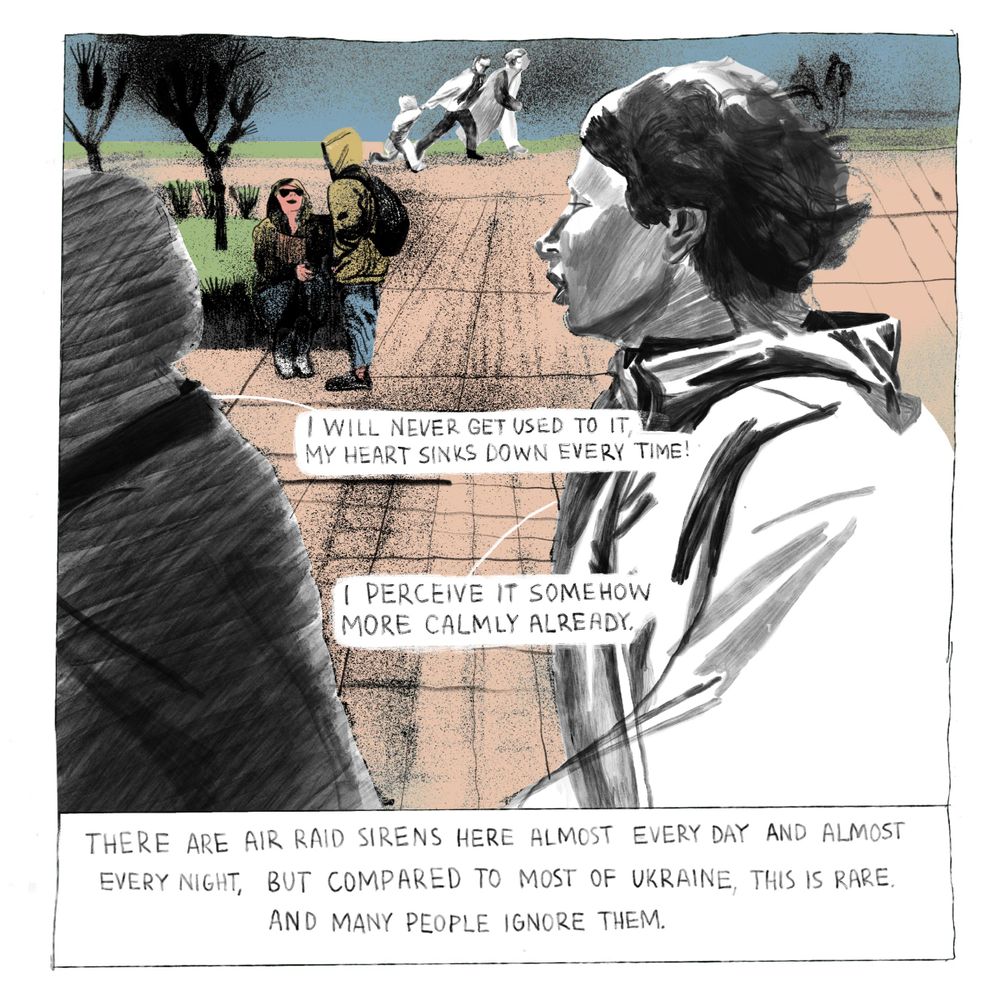 I WILL NEVER GET USED TO IT,
MY HEART SINKS DOWN EVERY TIME!
I PERCEIVE IT SOMEHOW
MORE CALMLY ALREADY.
THERE ARE AIR RAID SIRENS HERE ALMOST EVERY DAY AND ALMOST
EVERY NIGHT, BUT COMPARED TO MOST OF UKRAINE, THIS IS RARE.
AND MANY PEOPLE IGNORE THEM.